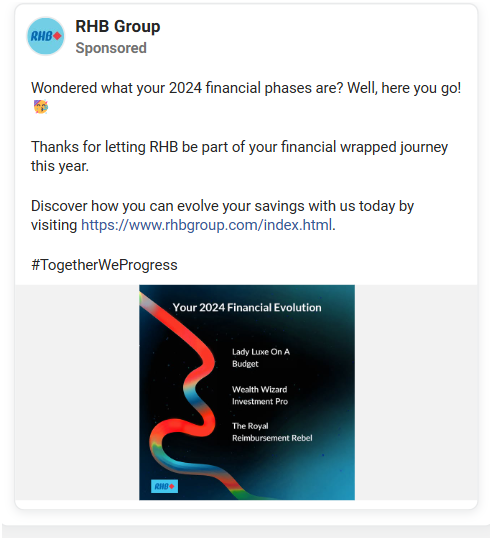 RHB
RHB Group
Sponsored
Wondered what your 2024 financial phases are? Well, here you go!
🥳
Thanks for letting RHB be part of your financial wrapped journey
this year.
Discover how you can evolve your savings with us today by
visiting https://www.rhbgroup.com/index.html.
#TogetherWeProgress
Your 2024 Financial Evolution
Lady Luxe On A
Budget
Wealth Wizard
Investment Pro
The Royal
Reimbursement Rebel
RHB